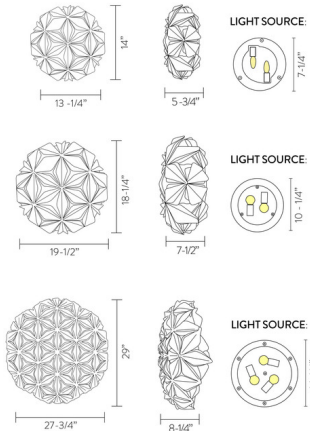 LIGHT SOURCE:
14"
7-1/4"
13 -1/4"
5 -3/4"
LIGHT SOURCE:
18-1/4"
10 - 1/4"
19-1/2"
7-1/2"
LIGHT SOURCE:
29"
27-3/4"
8-1/4"